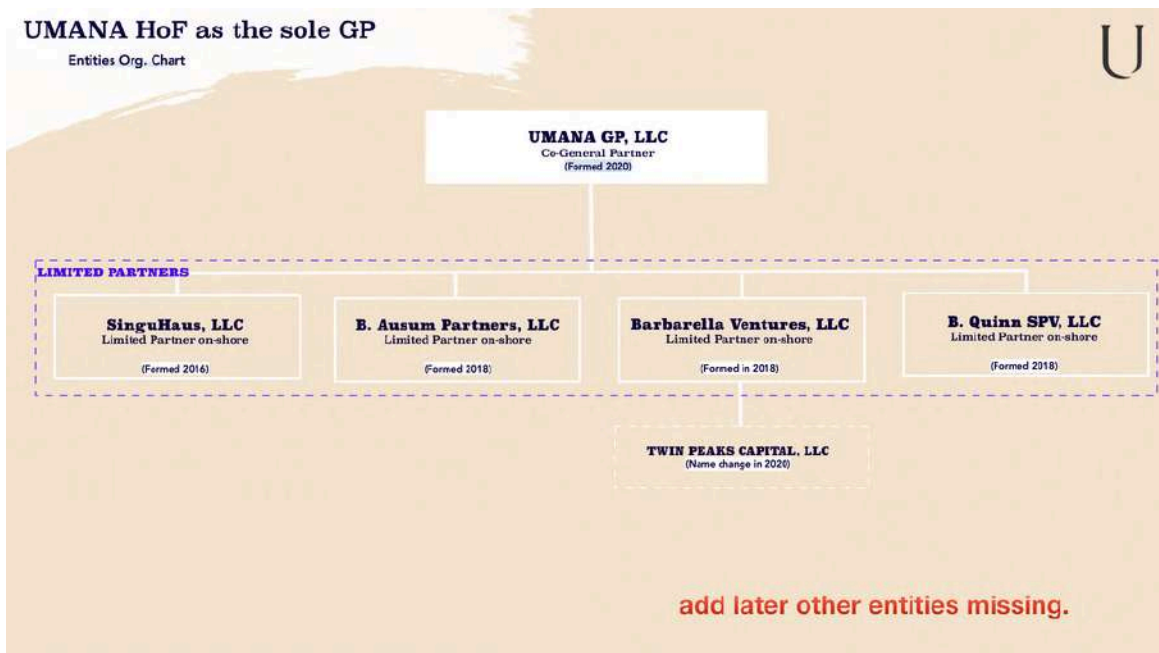 UMANA HoF as the sole GP
Entities Org. Chart
U
UMANA GP, LLC
Co-General Partner
(Formed 2020)
LIMITED PARTNERS
SinguHaus, LLC
Limited Partner on-shore
(Formed 2016)
B. Ausum Partners, LLC
Limited Partner on-shore
(Formed 2018)
Barbarella Ventures, LLC
Limited Partner on-shore
(Formed in 2018)
B. Quinn SPV, LLC
Limited Partner on-shore
(Formed 2018)
TWIN PEAKS CAPITAL, LLC
(Name change in 2020)
add later other entities missing.